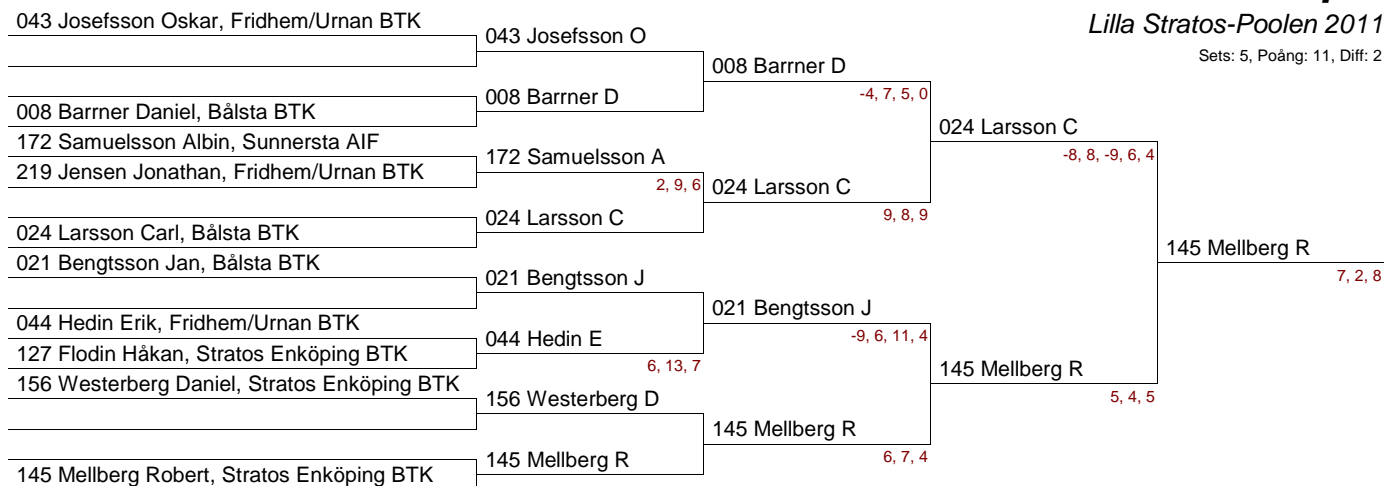 Lilla Stratos-Poolen 2011
Sets: 5, Poång: 11, Diff: 2
043 Josefsson Oskar, Fridhem/Urnan BTK
008 Barrner Daniel, Bålsta BTK
172 Samuelsson Albin, Sunnersta AIF
219 Jensen Jonathan, Fridhem/Urnan BTK
024 Larsson Carl, Bålsta BTK
021 Bengtsson Jan, Bålsta BTK
044 Hedin Erik, Fridhem/Urnan BTK
127 Flodin Håkan, Stratos Enköping BTK
156 Westerberg Daniel, Stratos Enköping BTK
145 Mellberg Robert, Stratos Enköping BTK
043 Josefsson O
008 Barrner D
172 Samuelsson A
2, 9, 6
024 Larsson C
021 Bengtsson J
044 Hedin E
6, 13, 7
156 Westerberg D
145 Mellberg R
008 Barrner D
-4, 7, 5, 0
024 Larsson C
9, 8, 9
021 Bengtsson J
-9, 6, 11, 4
145 Mellberg R
6, 7, 4
024 Larsson C
-8, 8, -9, 6, 4
145 Mellberg R
5, 4, 5
145 Mellberg R
7, 2, 8